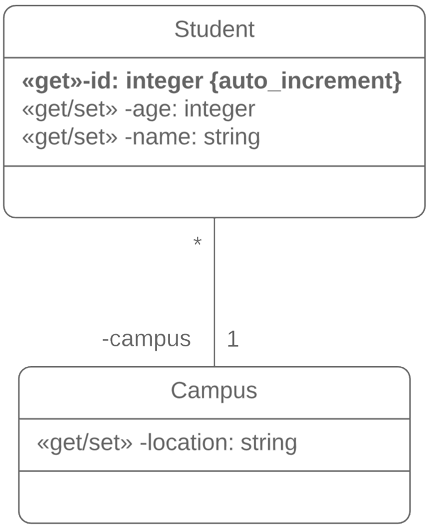 Student
«get»-id: integer {auto_increment}
«get/set» -age: integer
«get/set» -name: string
*
-campus 1
Campus
«get/set» -location: string